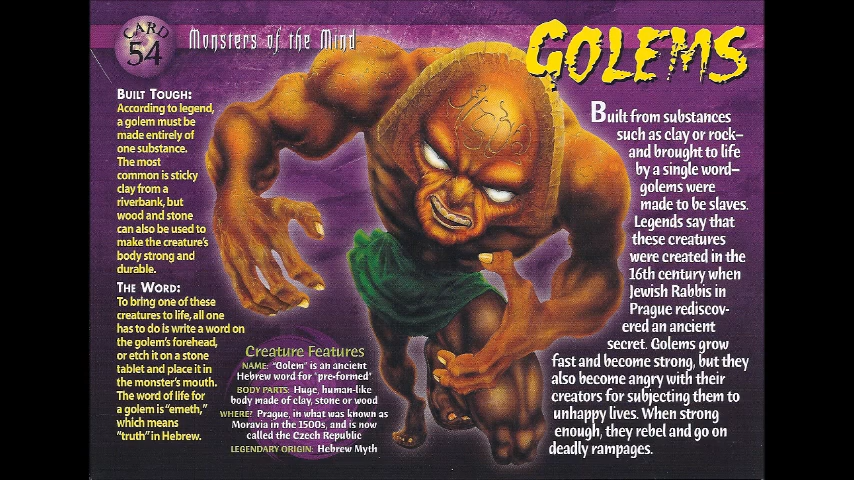 CARD
54
Monsters of the Mind
GOLEMS
BUILT TOUGH:
According to legend,
a golem must be
made entirely of
one substance.
The most
common is sticky
clay from a
riverbank, but
wood and stone
can also be used to
make the creature's
body strong and
durable.
THE WORD:
To bring one of these
creatures to life, all one
has to do is write a word on
the golem's forehead,
or etch it on a stone
tablet and place it in
the monster's mouth.
The word of life for
a golem is "emeth,"
which means
"truth" in Hebrew.
Creature Features
NAME: "Golem" is an ancient
Hebrew word for "pre-formed"
BODY PARTS: Huge, human-like
body made of clay, stone or wood
WHERE? Prague, in what was known as
Moravia in the 1500s, and is now
called the Czech Republic
LEGENDARY ORIGIN: Hebrew Myth
Built from substances
such as clay or rock—
and brought to life
by a single word—
golems were
made to be slaves.
Legends say that
these creatures
were created in the
16th century when
Jewish Rabbis in
Prague rediscov-
ered an ancient
secret. Golems grow
fast and become strong, but they
also become angry with their
creators for subjecting them to
unhappy lives. When strong
enough, they rebel and go on
deadly rampages.